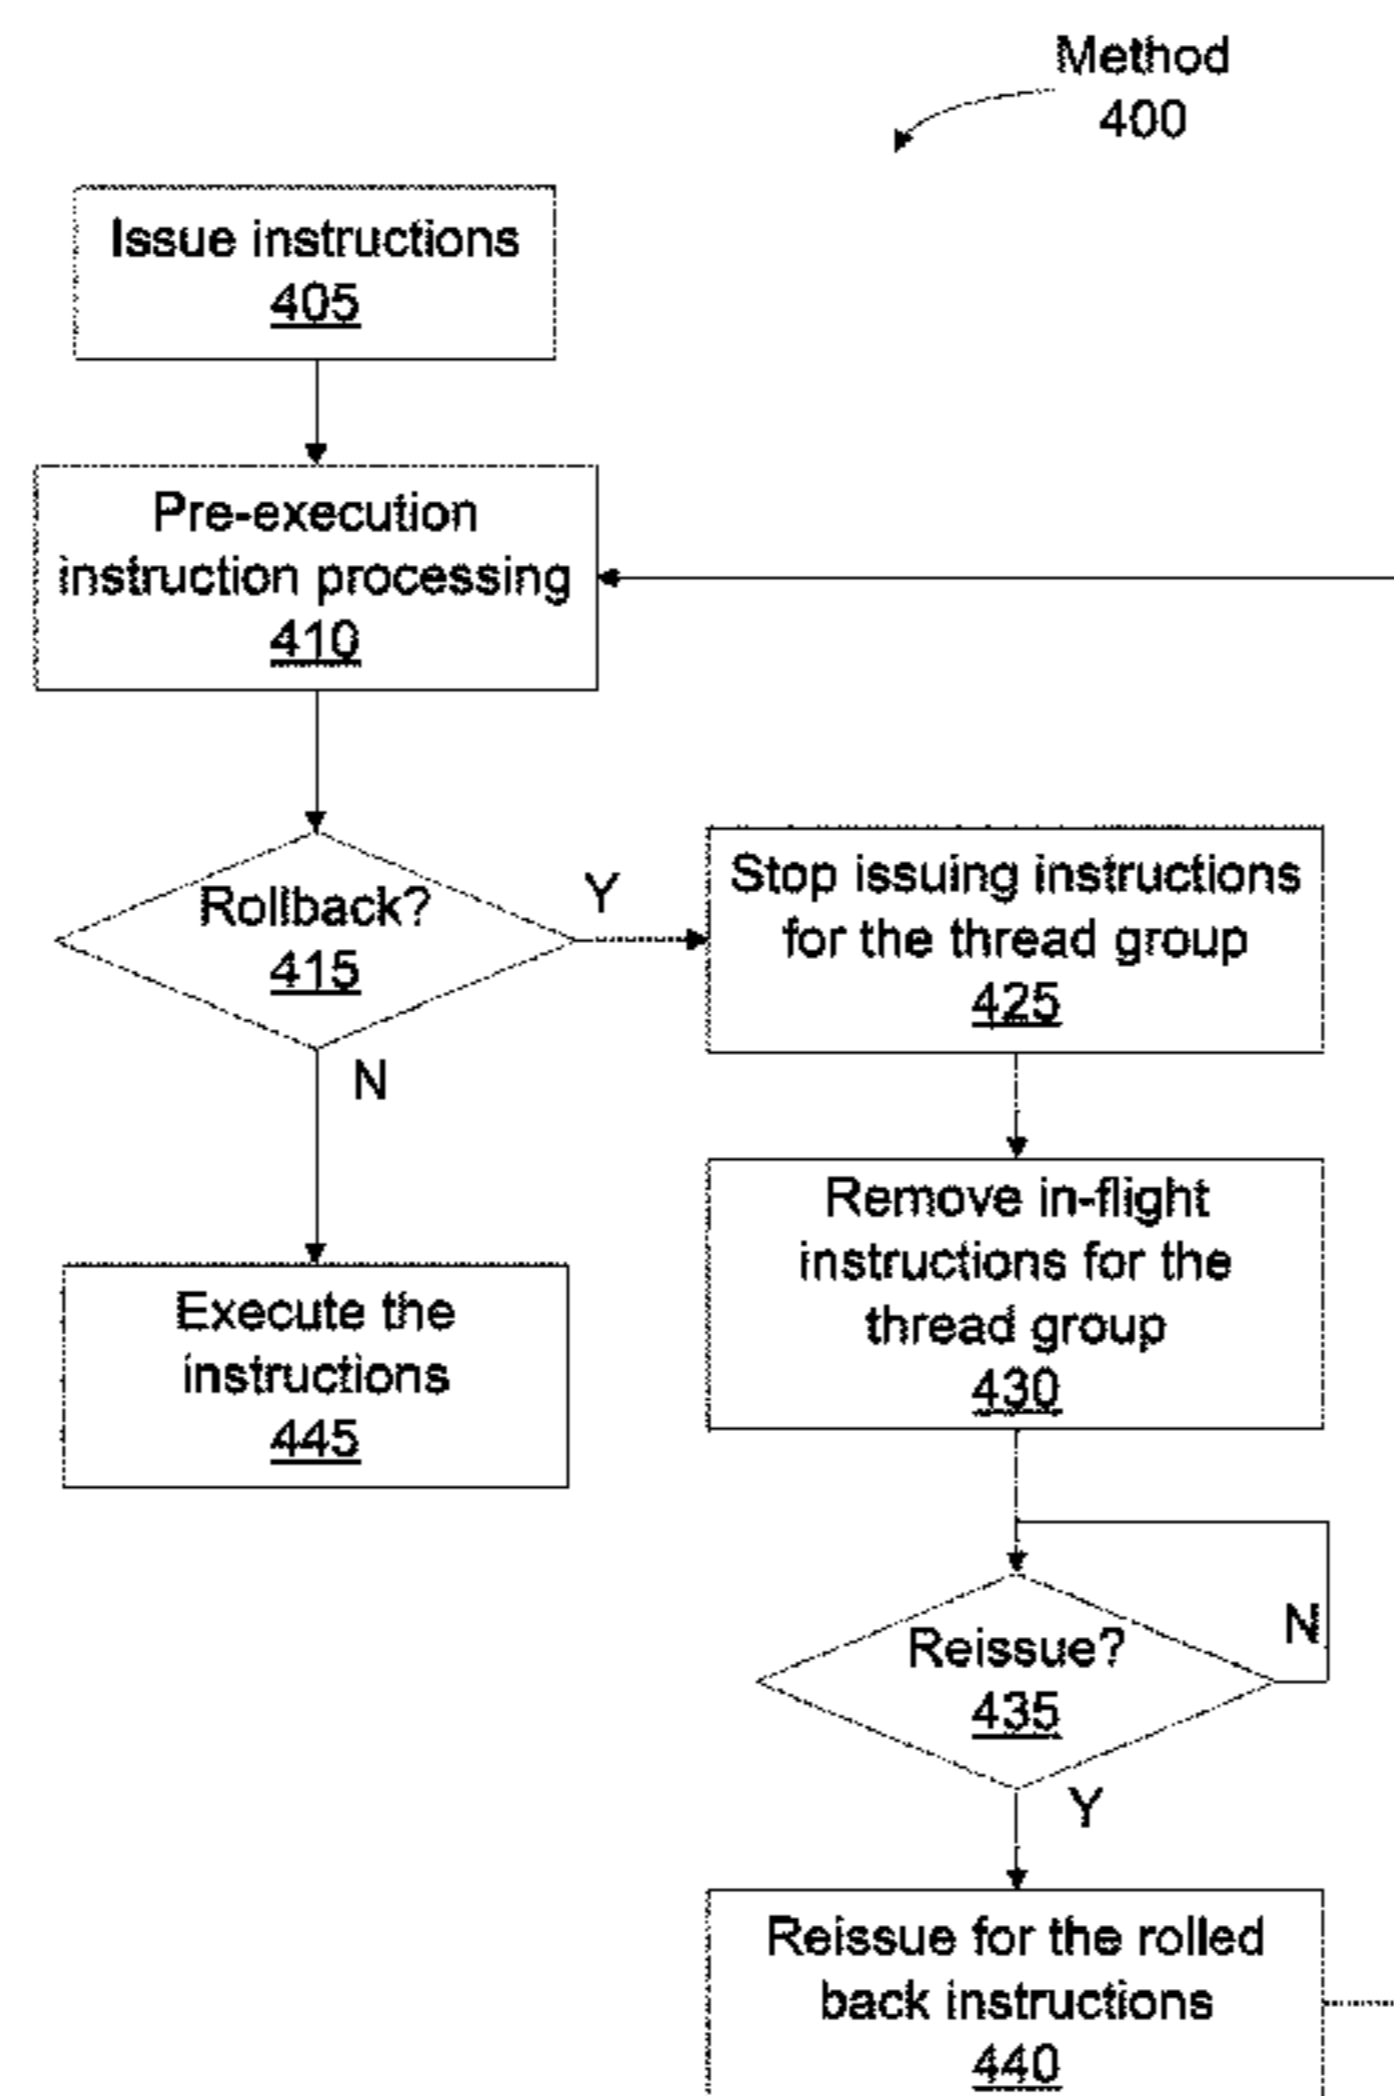 Method
400
Issue instructions
405
Pre-execution
instruction processing
410
Rollback?
415
Y
N
Stop issuing instructions
for the thread group
425
Remove in-flight
instructions for the
thread group
430
Execute the
instructions
445
Reissue?
435
N
Y
Reissue for the rolled
back instructions
440